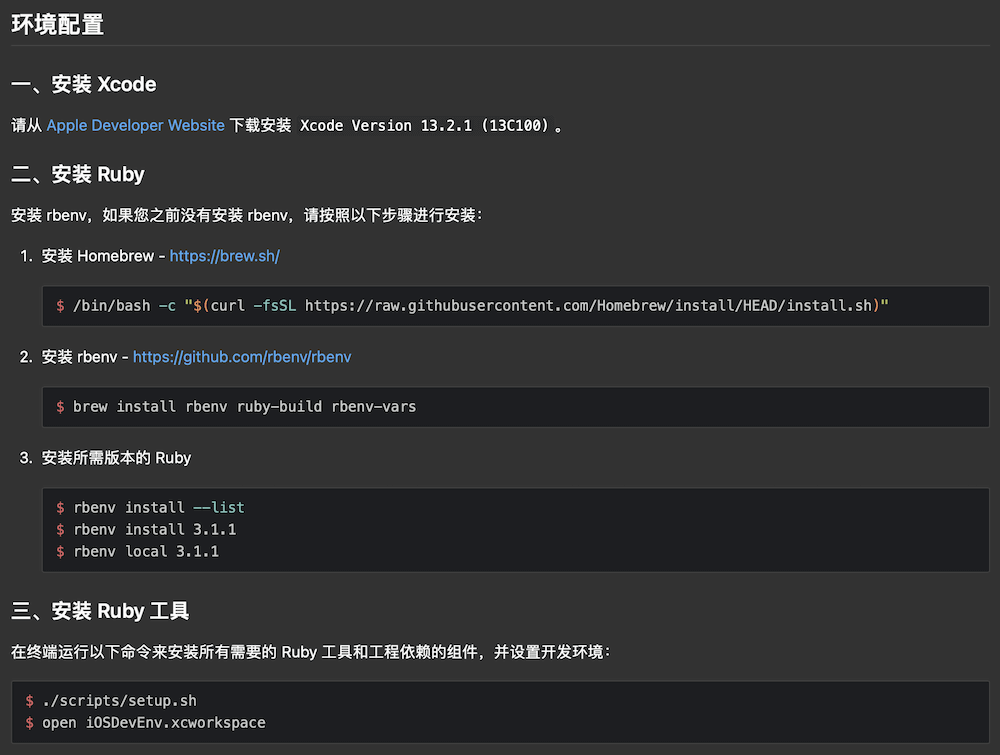 环境配置
一、安装 Xcode
请从 Apple Developer Website 下载安装 Xcode Version 13.2.1 (13C100) 。
二、安装 Ruby
安装 rbenv，如果您之前没有安装 rbenv，请按照以下步骤进行安装：
1. 安装 Homebrew - https://brew.sh/
$ /bin/bash -c "$(curl -fsSL https://raw.githubusercontent.com/Homebrew/install/HEAD/install.sh)"
2. 安装 rbenv - https://github.com/rbenv/rbenv
$ brew install rbenv ruby-build rbenv-vars
3. 安装所需版本的 Ruby
$ rbenv install --list
$ rbenv install 3.1.1
$ rbenv local 3.1.1
三、安装 Ruby 工具
在终端运行以下命令来安装所有需要的 Ruby 工具和工程依赖的组件，并设置开发环境：
$ ./scripts/setup.sh
$ open iOSDevEnv.xcworkspace